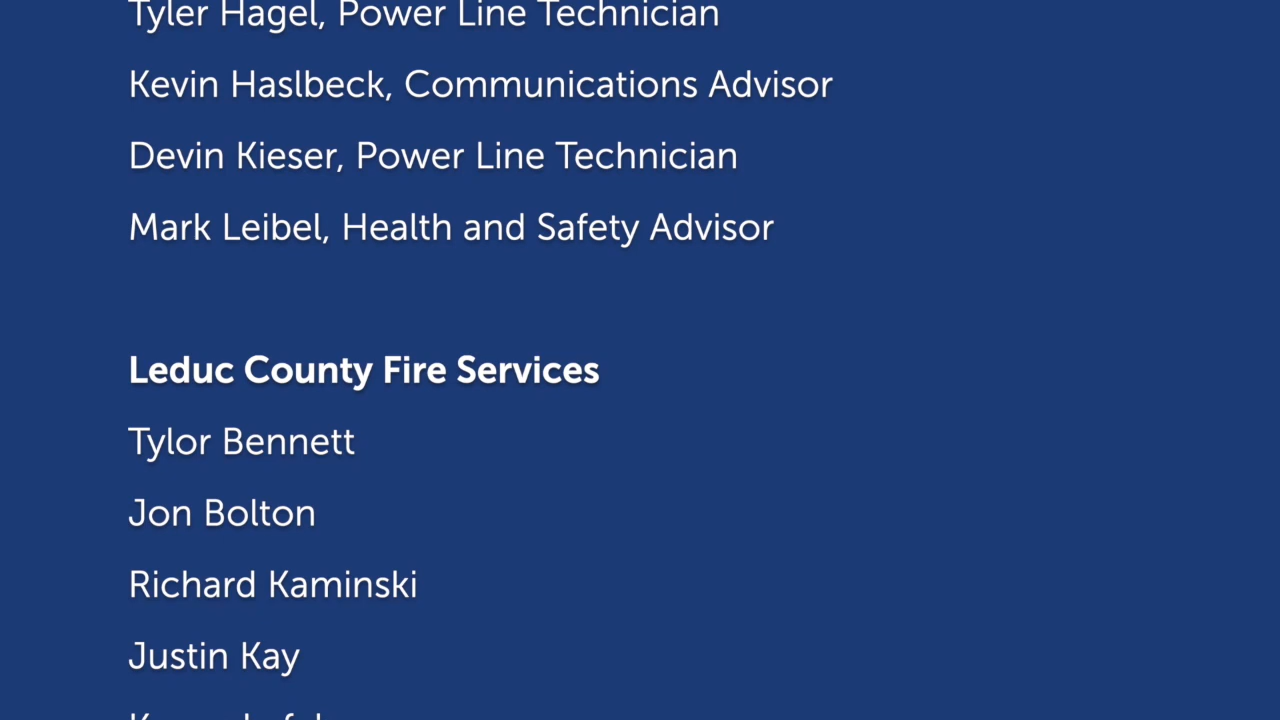 Tyler Hagel, Power Line Technician
Kevin Haslbeck, Communications Advisor
Devin Kieser, Power Line Technician
Mark Leibel, Health and Safety Advisor
Leduc County Fire Services
Tylor Bennett
Jon Bolton
Richard Kaminski
Justin Kay